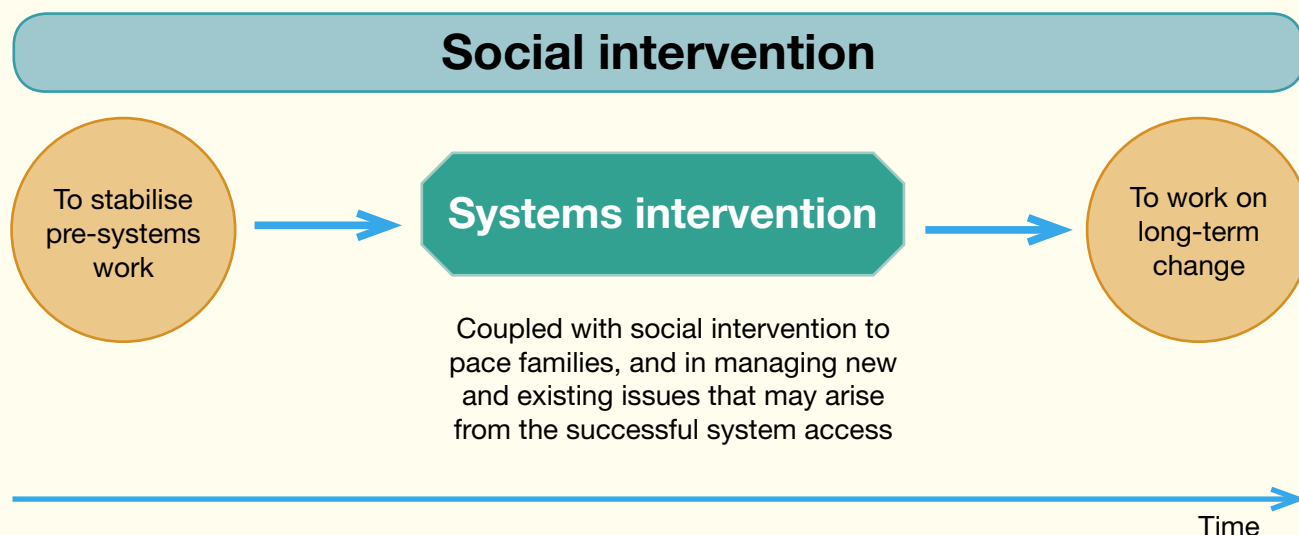 Social intervention
To stabilise
pre-systems
work
Systems intervention
To work on
long-term
change
Coupled with social intervention to
pace families, and in managing new
and existing issues that may arise
from the successful system access
Time